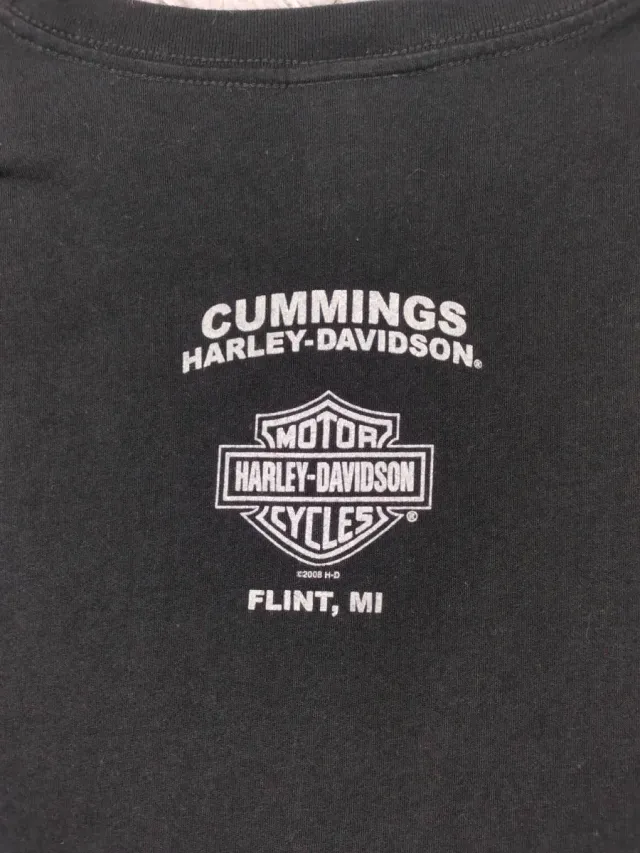 CUMMINGS
HARLEY-DAVIDSON®
MOTOR
HARLEY-DAVIDSON
CYCLES®
©2008 H-D
FLINT, MI